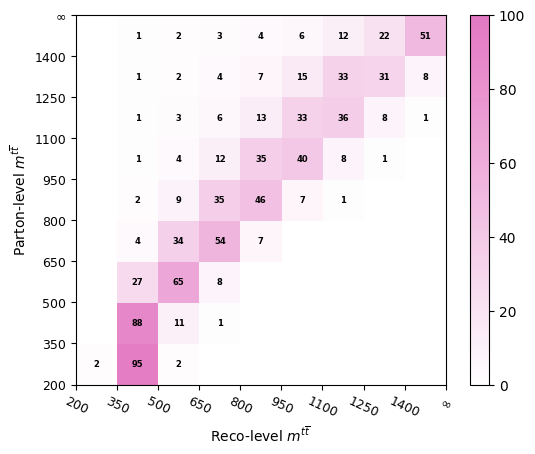 ∞
1 2 3 4 6 12 22 51
100
1400
1 2 4 7 15 33 31 8
1250
80
1 3 6 13 33 36 8 1
1100
1 4 12 35 40 8 1
60
950
2 9 35 46 7 1
800
4 34 54 7
40
650
27 65 8
500
88 11 1
20
350
2 95 2
200
0
200 350 500 650 800 950 1100 1250 1400 ∞
Parton-level m^{tt̅}
Reco-level m^{tt̅}